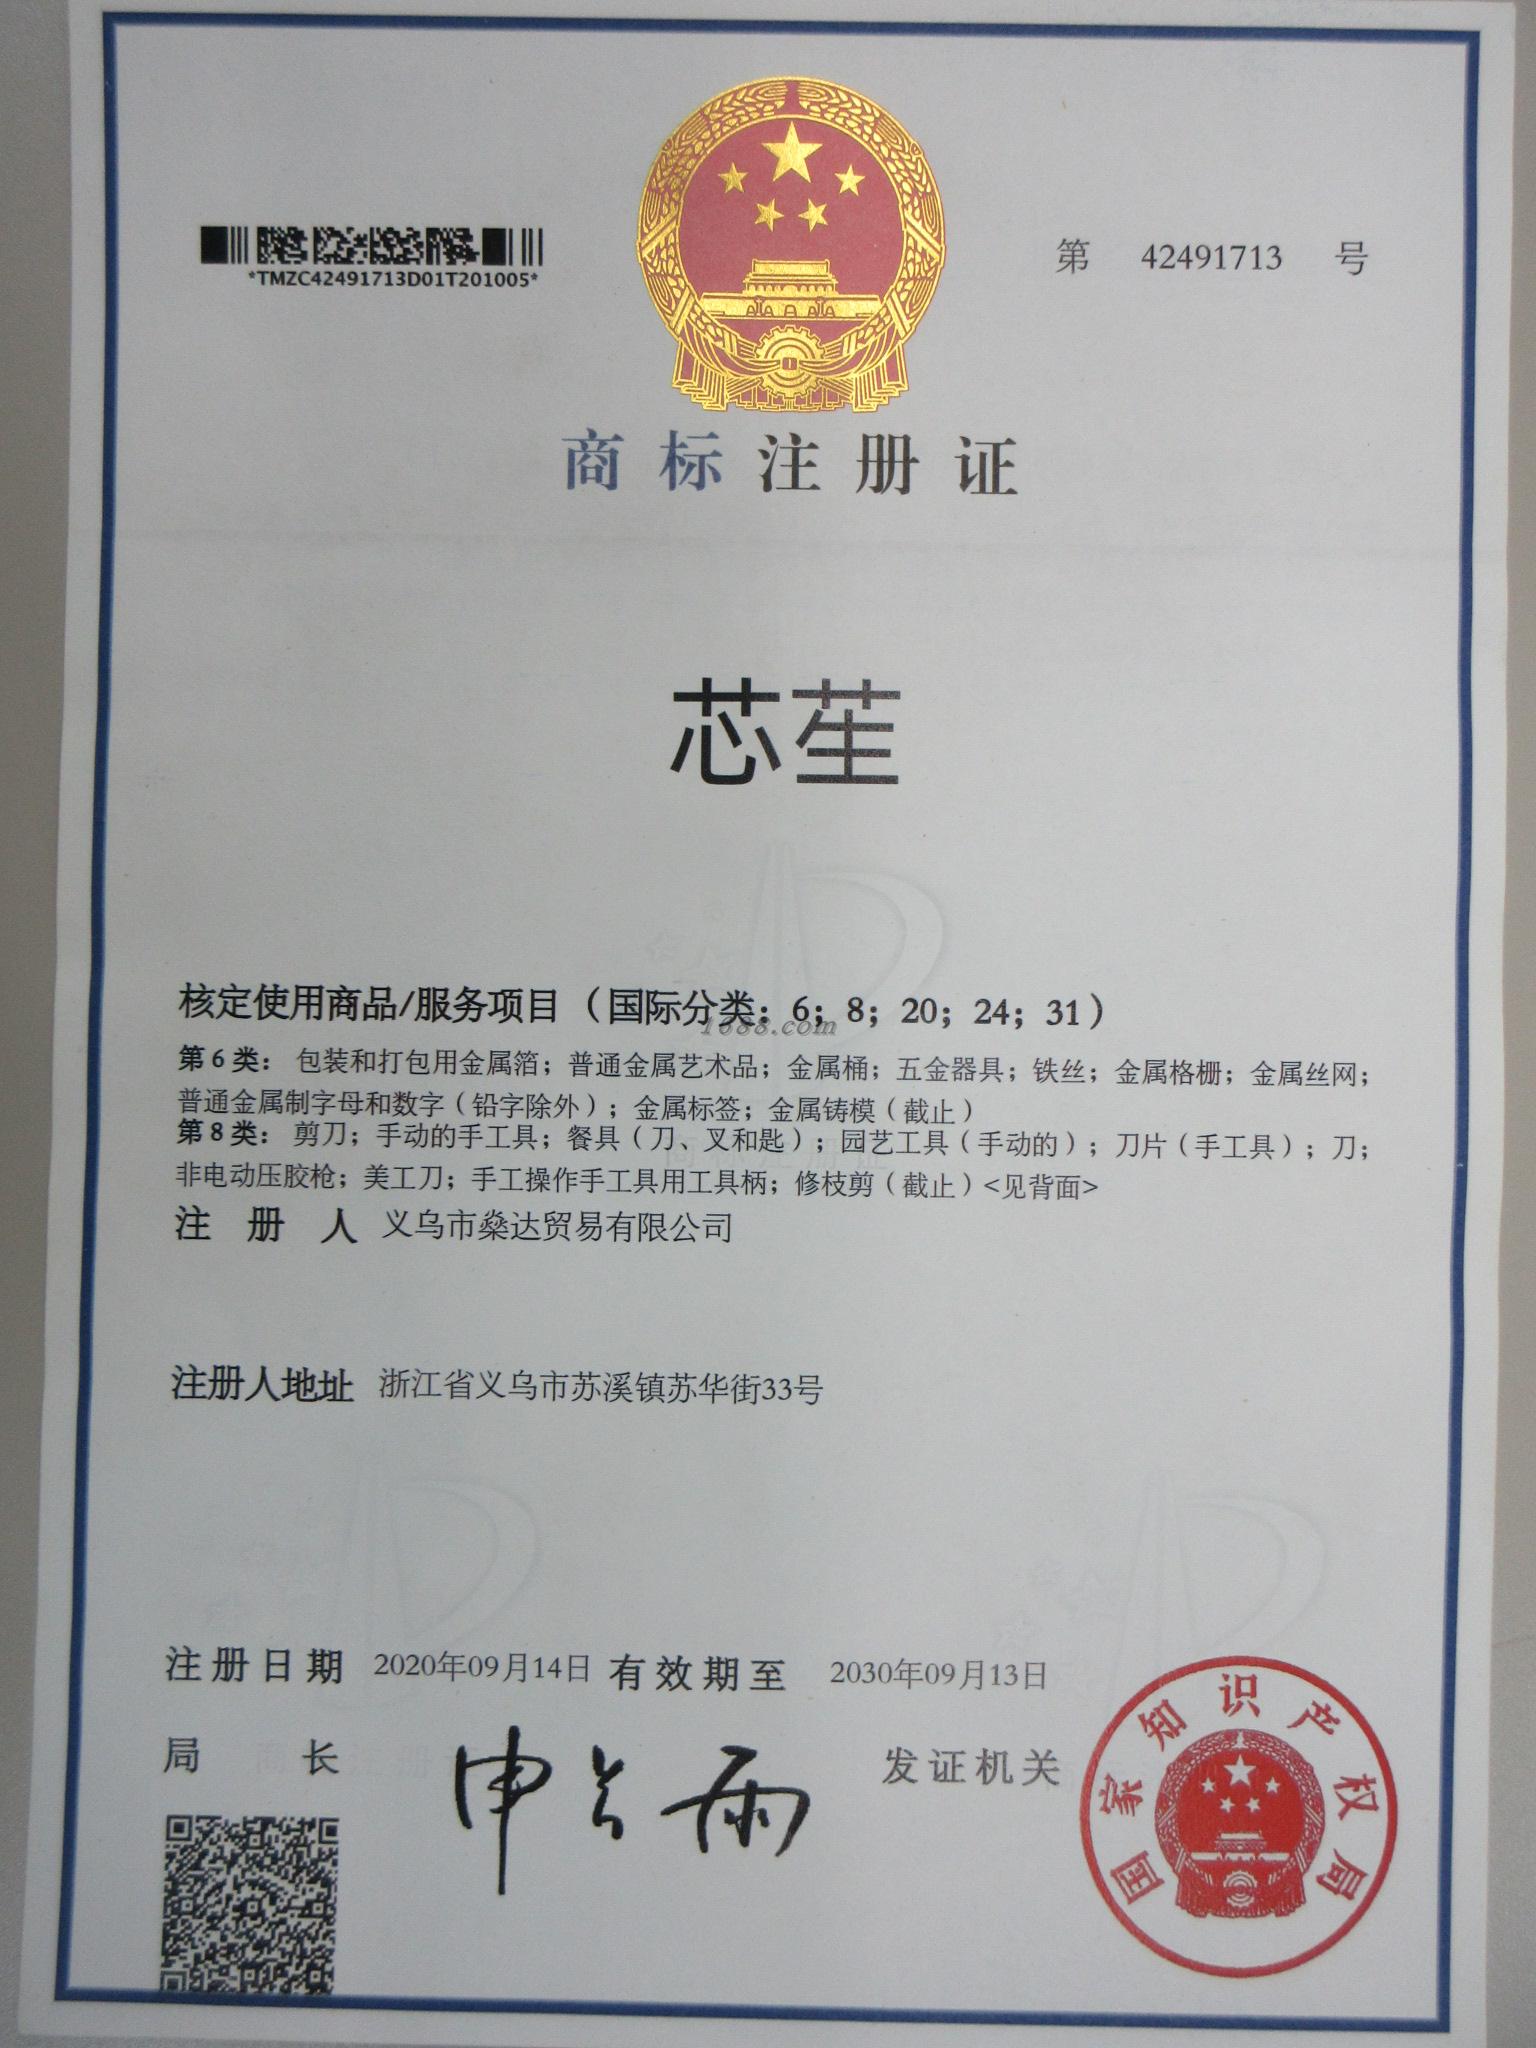 *TMZC42491713D01T201005*
第 42491713 号
商标注册证
芯苼
核定使用商品/服务项目（国际分类：6；8；20；24；31）
1688.com
第6类：包装和打包用金属箔；普通金属艺术品；金属桶；五金器具；铁丝；金属格栅；金属丝网；
普通金属制字母和数字（铅字除外）；金属标签；金属铸模（截止）
第8类：剪刀；手动的手工具；餐具（刀、叉和匙）；园艺工具（手动的）；刀片（手工具）；刀；
非电动压胶枪；美工刀；手工操作手工具用工具柄；修枝剪（截止）<见背面>
商标注册证
注册人 义乌市燊达贸易有限公司
注册人地址 浙江省义乌市苏溪镇苏华街33号
注册日期 2020年09月14日 有效期至 2030年09月13日
局长 申长雨 发证机关
国家知识产权局